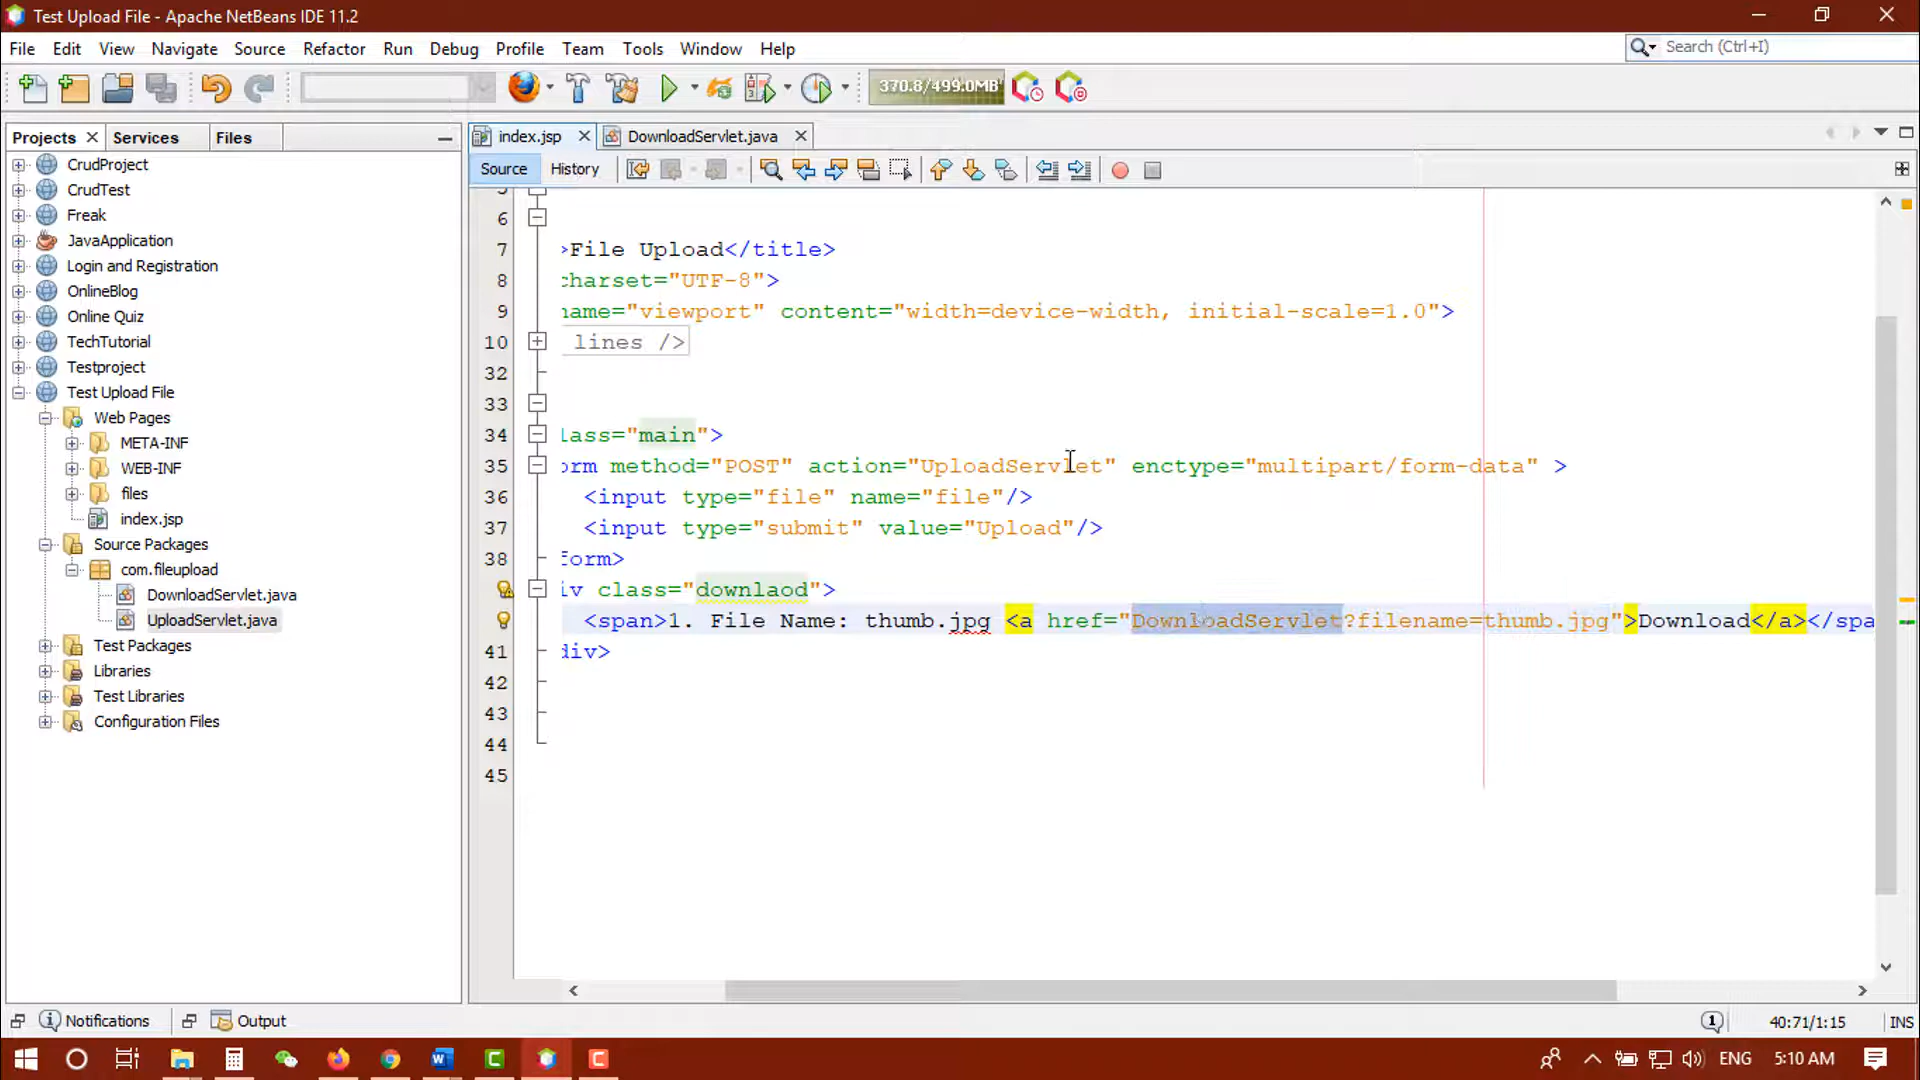 Test Upload File - Apache NetBeans IDE 11.2
File Edit View Navigate Source Refactor Run Debug Profile Team Tools Window Help
Search (Ctrl+I)
370.8/499.0MB
Projects Services Files
index.jsp DownloadServlet.java
Source History
CrudProject
CrudTest
Freak
JavaApplication
Login and Registration
OnlineBlog
Online Quiz
TechTutorial
Testproject
Test Upload File
Web Pages
META-INF
WEB-INF
files
index.jsp
Source Packages
com.fileupload
DownloadServlet.java
UploadServlet.java
Test Packages
Libraries
Test Libraries
Configuration Files
6
7 >File Upload</title>
8 charset="UTF-8">
9 name="viewport" content="width=device-width, initial-scale=1.0">
10 lines />
32
33
34 lass="main">
35 orm method="POST" action="UploadServlet" enctype="multipart/form-data" >
36 <input type="file" name="file"/>
37 <input type="submit" value="Upload"/>
38 form>
iv class="downlaod">
<span>1. File Name: thumb.jpg <a href="DownloadServlet?filename=thumb.jpg">Download</a></spa
41 div>
42
43
44
45
Notifications Output
1 40:71/1:15 INS
ENG 5:10 AM